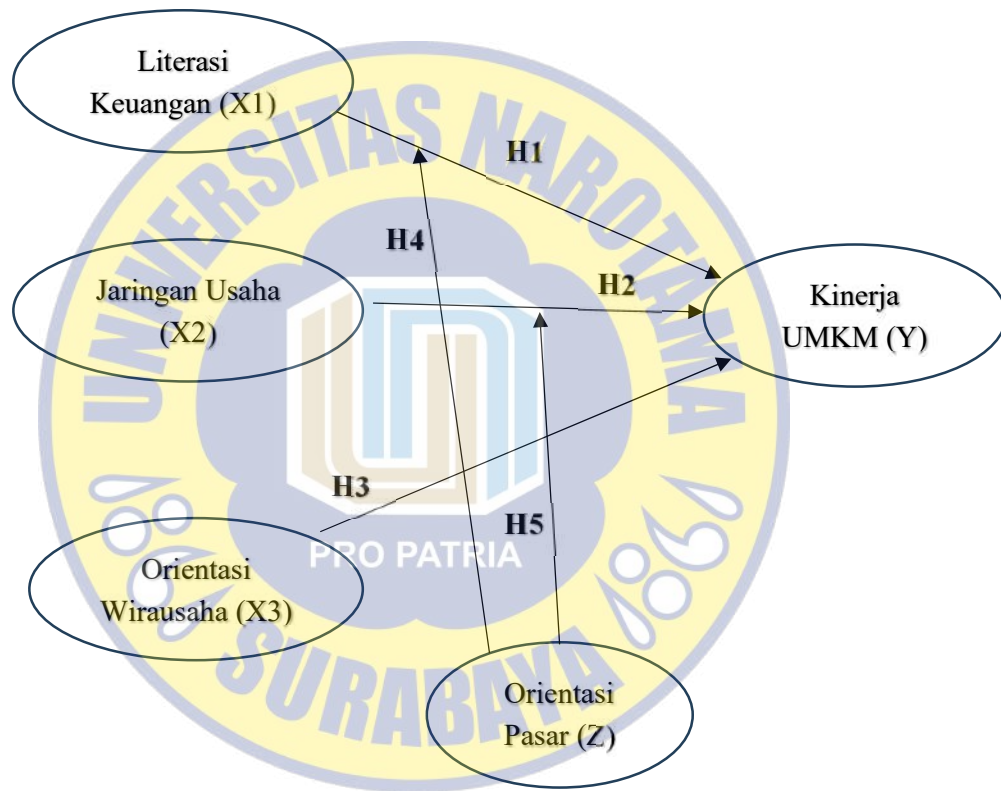 Literasi
Keuangan (X1)
UNIVERSITAS NAROTAMA
H1
H4
Jaringan Usaha
(X2)
H2
Kinerja
UMKM (Y)
H3
H5
PRO PATRIA
Orientasi
Wirausaha (X3)
SURABAYA
Orientasi
Pasar (Z)